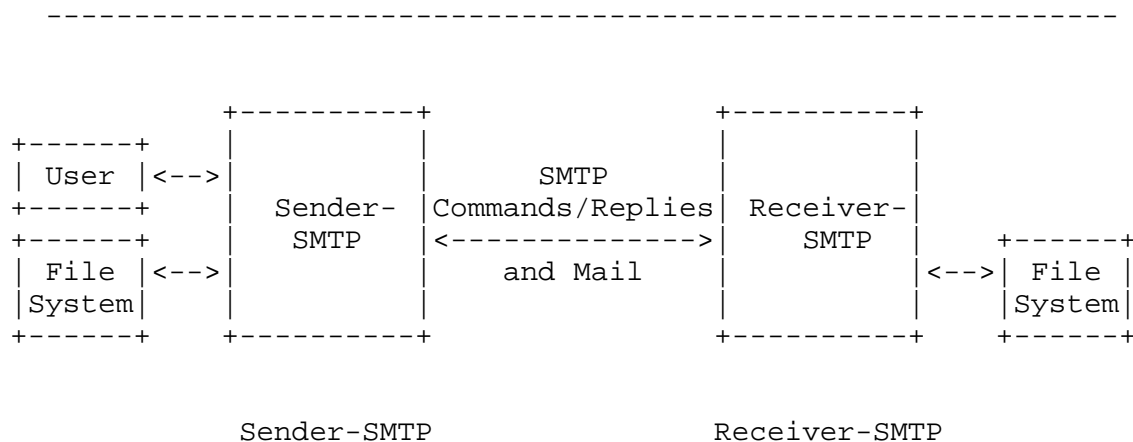 -------------------------------------------------------------

            +----------+                +----------+
+------+    |          |                |          |
| User |<-->|          |      SMTP      |          |
+------+    |  Sender- |Commands/Replies| Receiver-|
+------+    |   SMTP   |<-------------->|    SMTP  |    +------+
| File |<-->|          |    and Mail    |          |<-->| File |
|System|    |          |                |          |    |System|
+------+    +----------+                +----------+    +------+

             Sender-SMTP                Receiver-SMTP